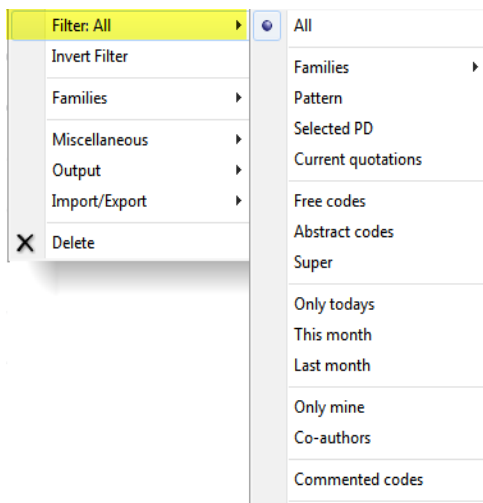 Filter: All
Invert Filter
Families
Miscellaneous
Output
Import/Export
Delete
All
Families
Pattern
Selected PD
Current quotations
Free codes
Abstract codes
Super
Only todays
This month
Last month
Only mine
Co-authors
Commented codes